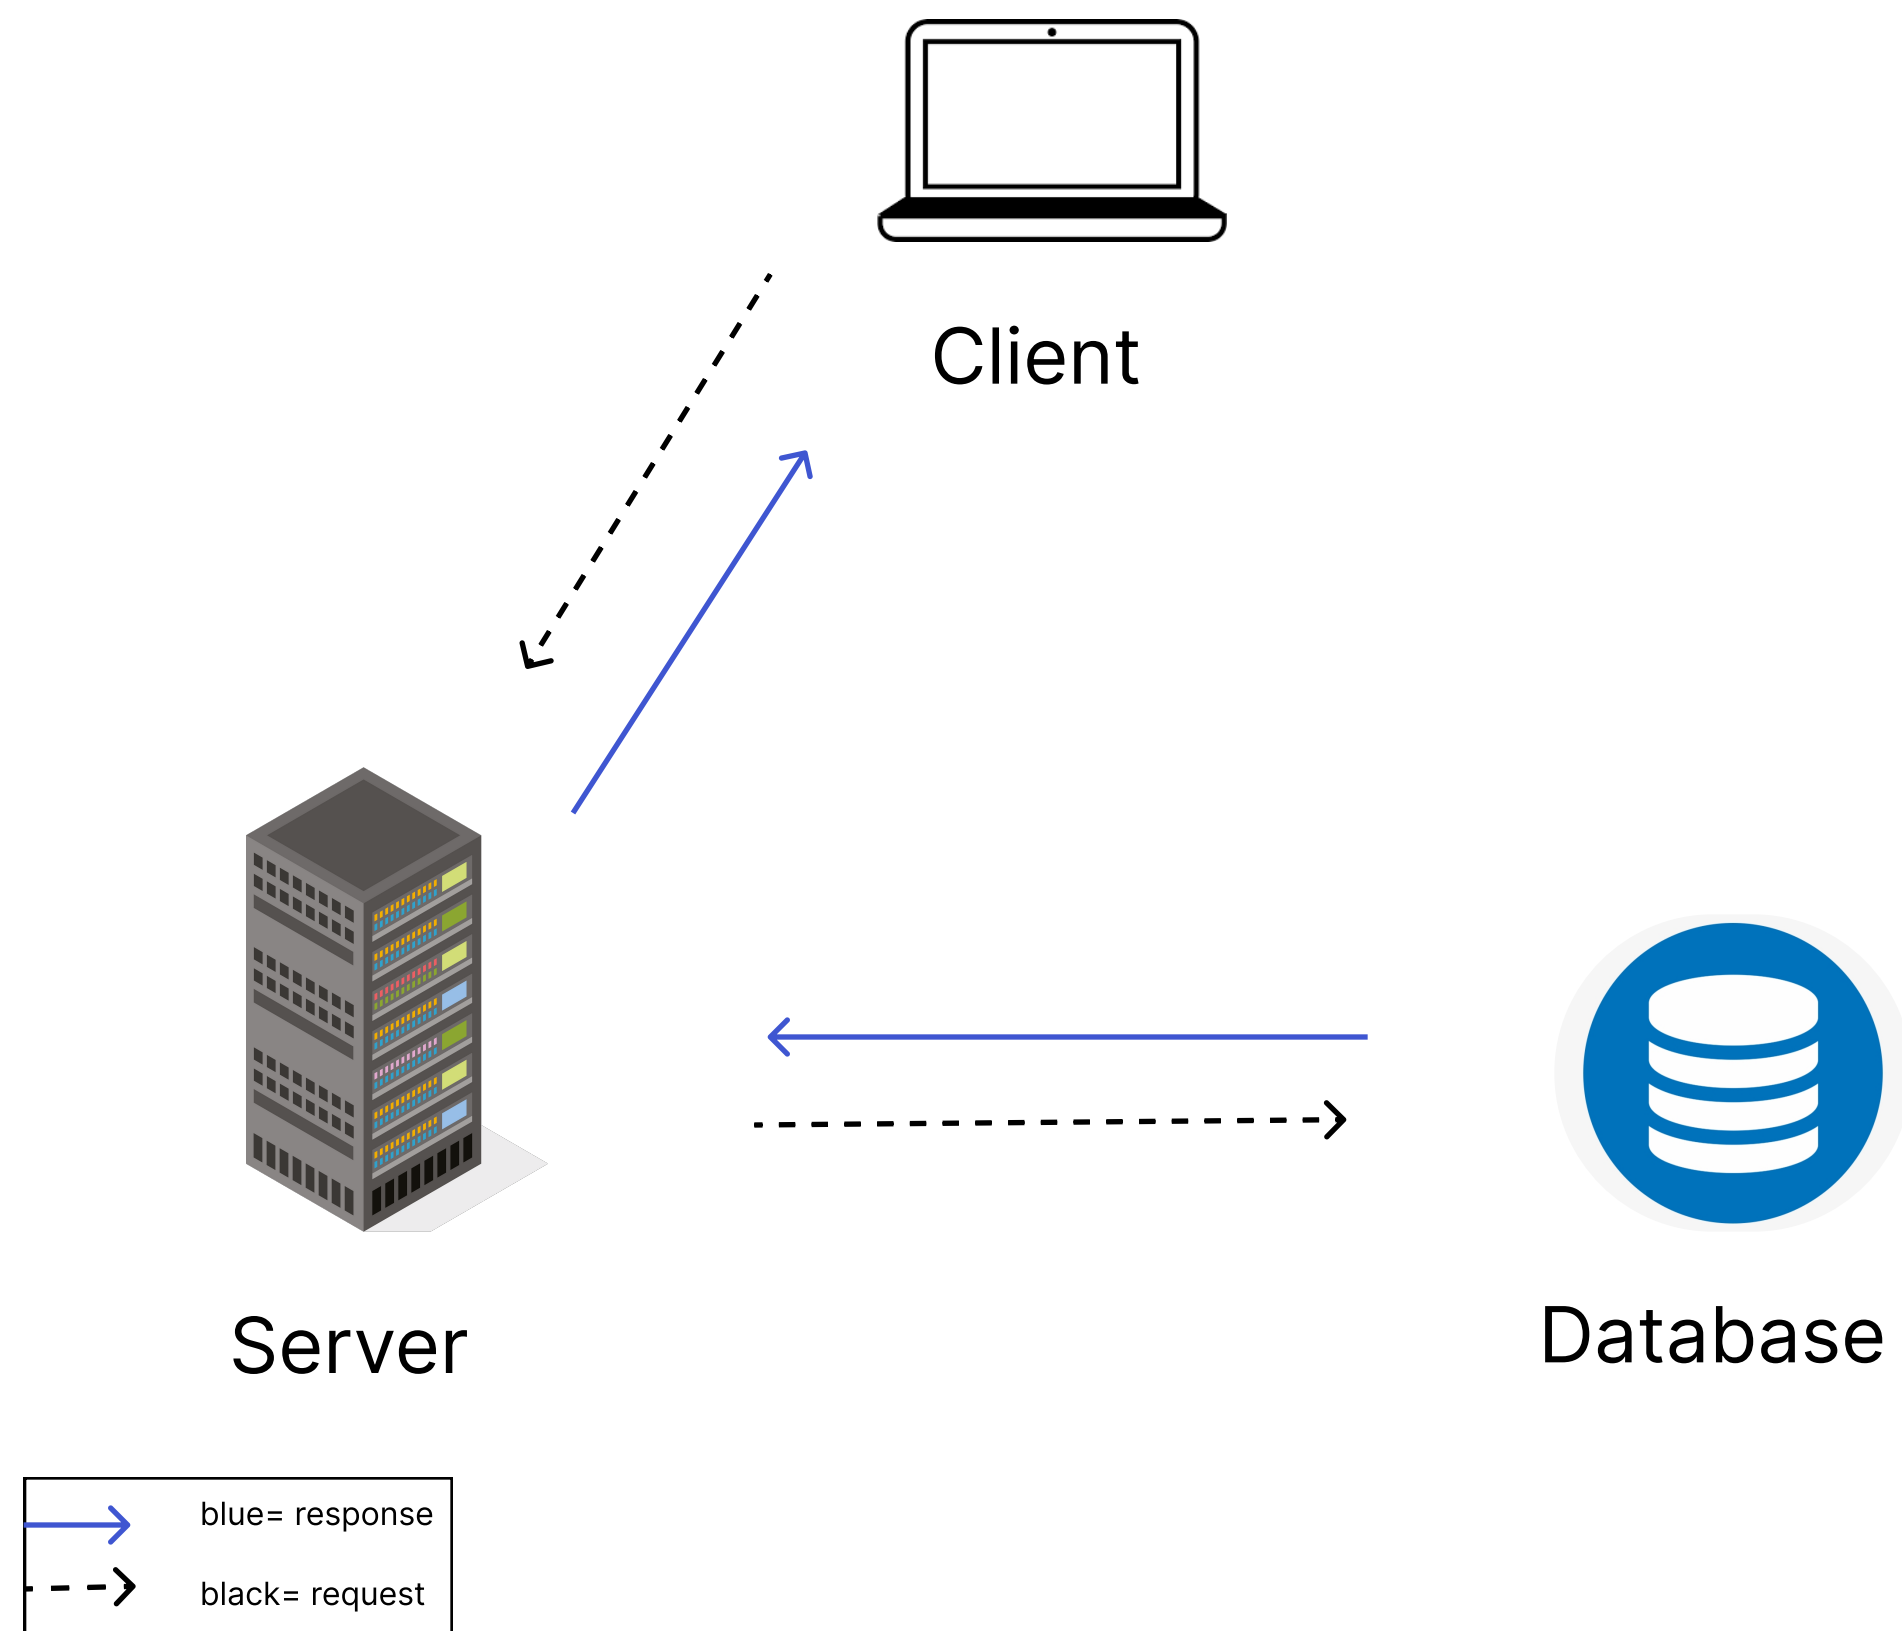 Client
Server
Database
blue= response
black= request